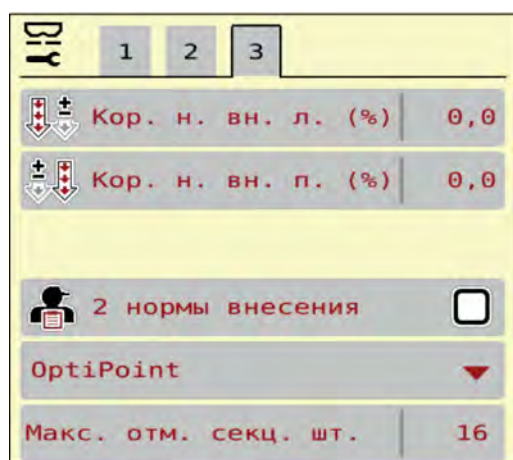 1 2 3
Кор. н. вн. л. (%) 0,0
Кор. н. вн. п. (%) 0,0
2 нормы внесения
OptiPoint
Макс. отм. секц. шт. 16